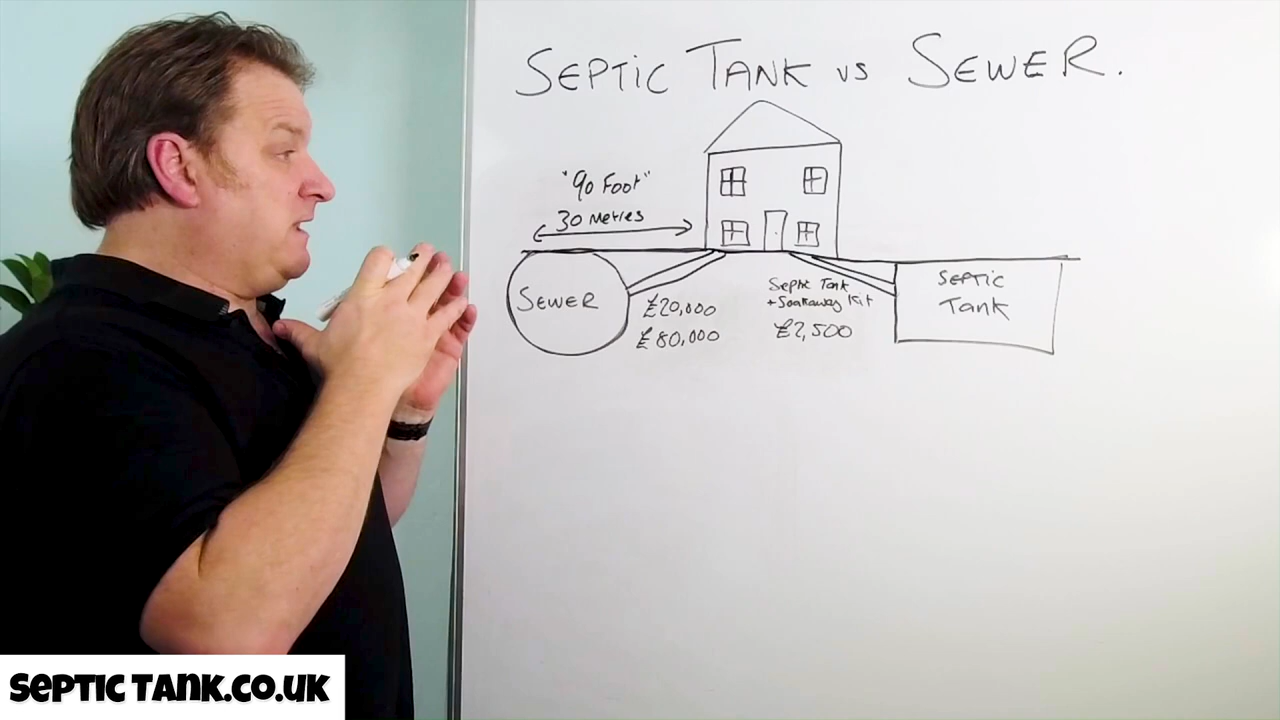 SEPTIC TANK vs SEWER.
"90 Foot"
30 Metres
SEWER
£20,000
£80,000
Septic Tank
+Soakaway Kit
£2,500
SEPTIC
Tank
SEPTIC TANK.CO.UK